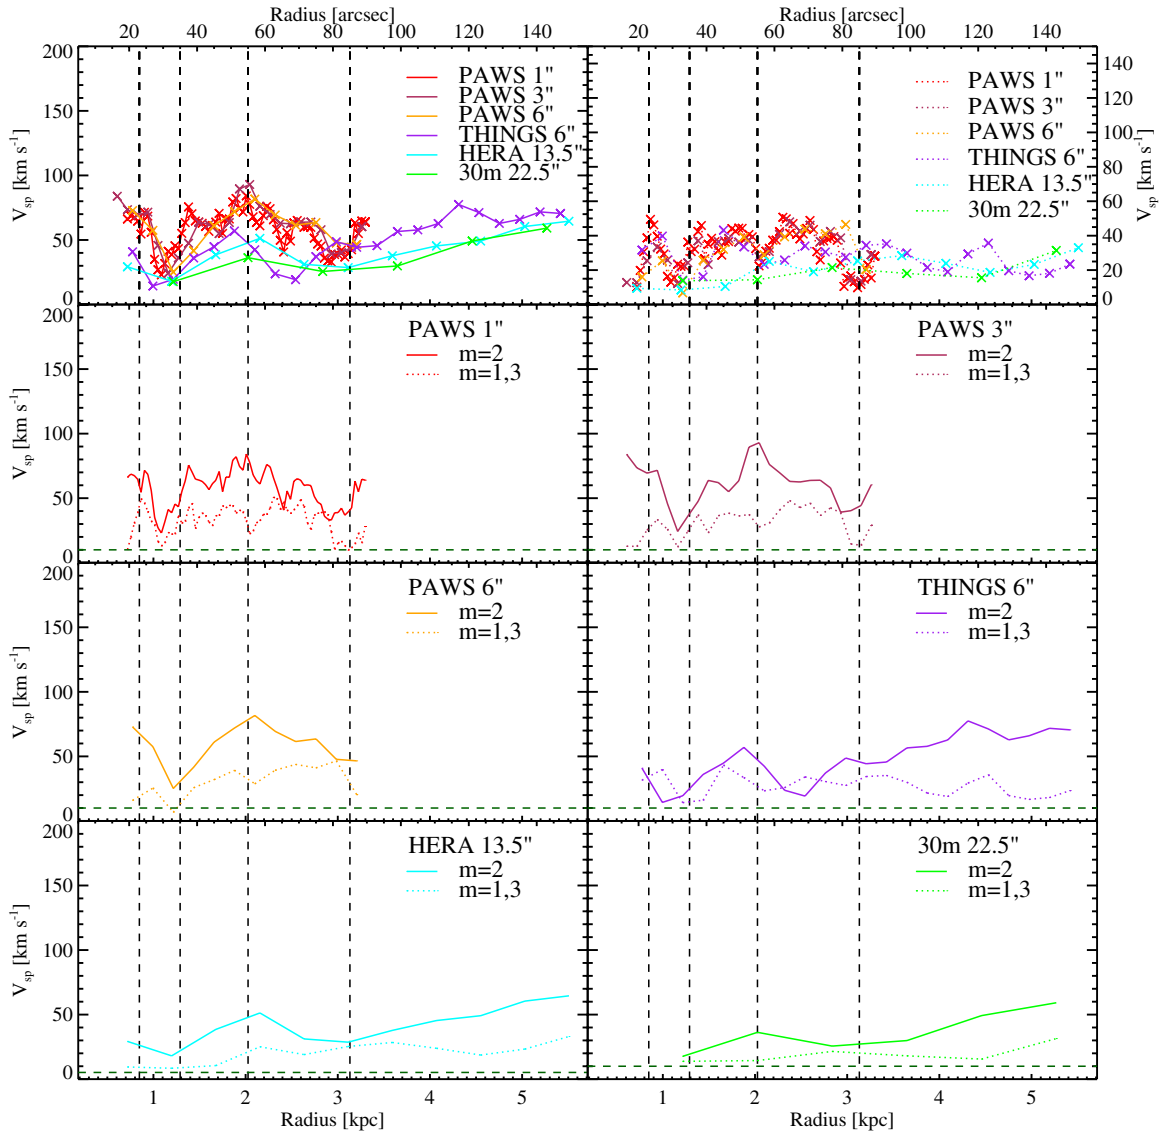 Radius [arcsec] Radius [arcsec]
20 40 60 80 100 120 140 20 40 60 80 100 120 140
200 150 100 50 0
V_sp [km s^-1]
PAWS 1"
PAWS 3"
PAWS 6"
THINGS 6"
HERA 13.5"
30m 22.5"
PAWS 1"
PAWS 3"
PAWS 6"
THINGS 6"
HERA 13.5"
30m 22.5"
140 120 100 80 60 40 20 0
V_sp [km s^-1]
200 150 100 50 0
V_sp [km s^-1]
PAWS 1"
m=2
m=1,3
PAWS 3"
m=2
m=1,3
200 150 100 50 0
V_sp [km s^-1]
PAWS 6"
m=2
m=1,3
THINGS 6"
m=2
m=1,3
200 150 100 50 0
V_sp [km s^-1]
HERA 13.5"
m=2
m=1,3
30m 22.5"
m=2
m=1,3
1 2 3 4 5 1 2 3 4 5
Radius [kpc] Radius [kpc]